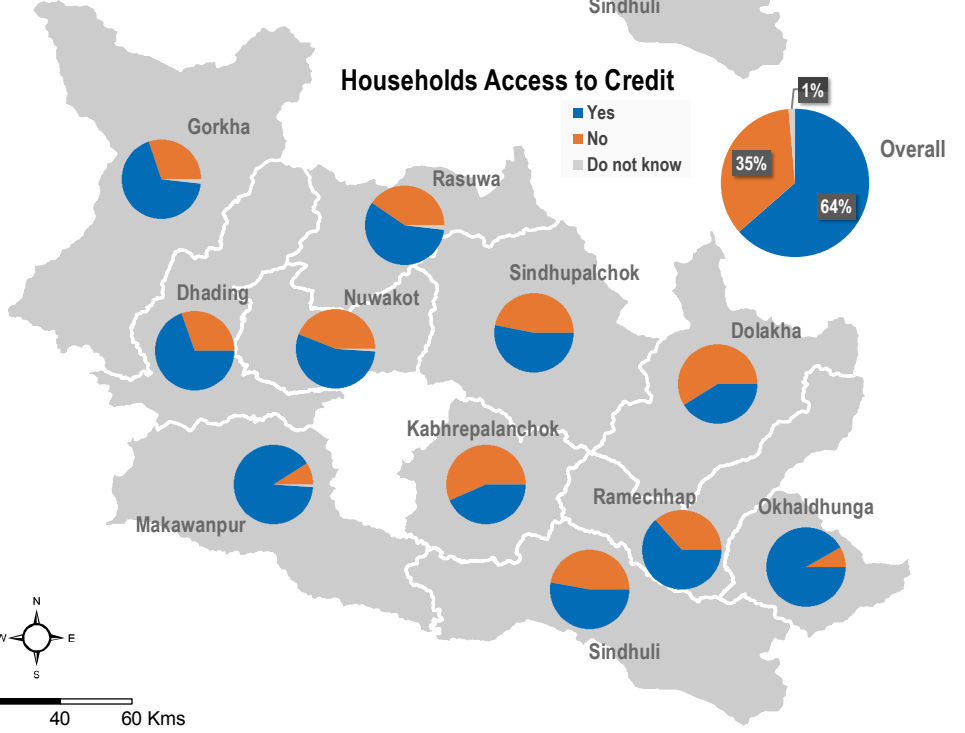 Sindhuli
Households Access to Credit
Yes
No
Do not know
1%
35%
64%
Overall
Gorkha
Rasuwa
Sindhupalchok
Dhading
Nuwakot
Dolakha
Kabhrepalanchok
Ramechhap
Okhaldhunga
Makawanpur
Sindhuli
N
W
E
S
40
60 Kms